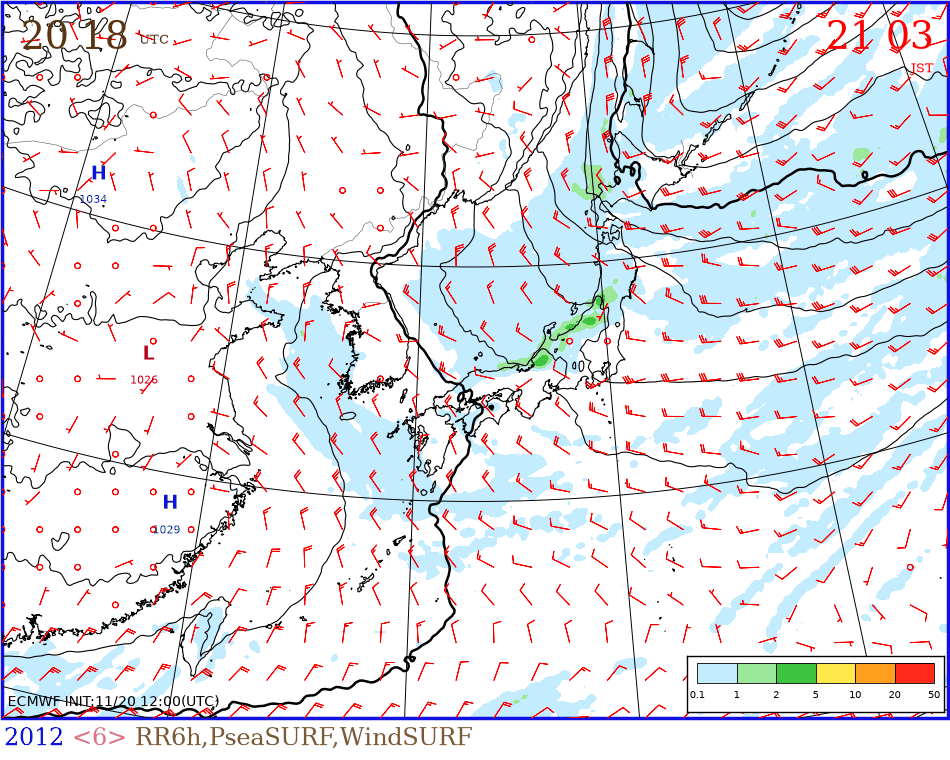 20 18 UTC
21 03
JST
H
1034
L
1026
H
1029
0.1 1 2 5 10 20 50
ECMWF INIT:11/20 12:00(UTC)
2012 <6> RR6h,PseaSURF,WindSURF